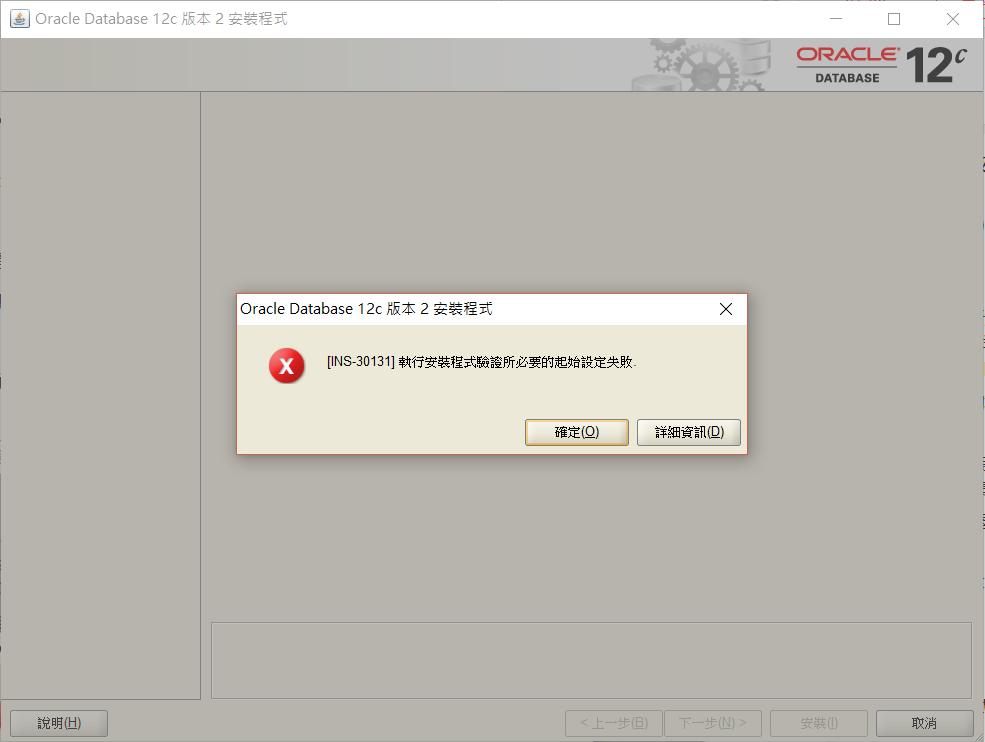 Oracle Database 12c 版本 2 安裝程式
ORACLE®
DATABASE
12c
Oracle Database 12c 版本 2 安裝程式
[INS-30131] 執行安裝程式驗證所必要的起始設定失敗.
確定(O)
詳細資訊(D)
說明(H)
< 上一步(B)
下一步(N) >
安裝(I)
取消